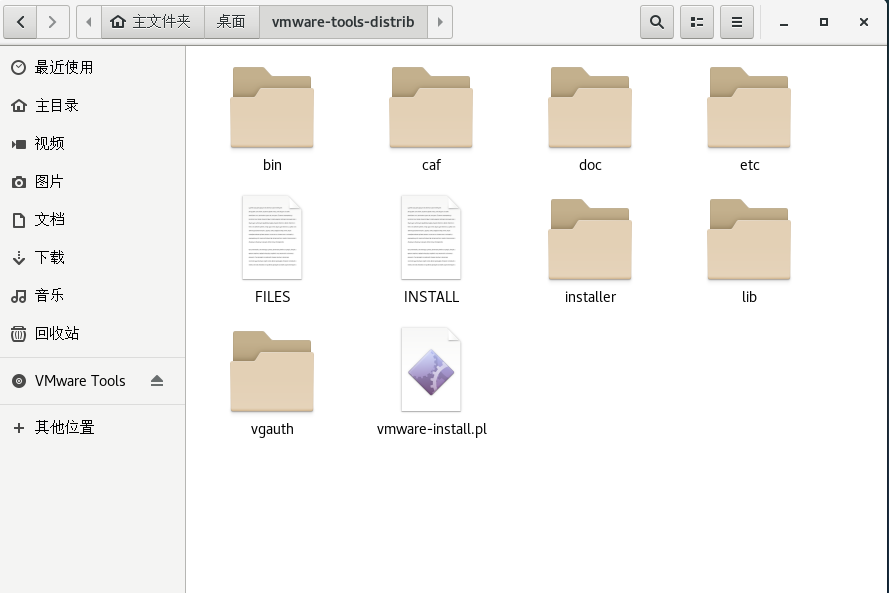 主文件夹 桌面 vmware-tools-distrib
最近使用
主目录
视频
图片
文档
下载
音乐
回收站
VMware Tools
其他位置
bin caf doc etc
FILES INSTALL installer lib
vgauth vmware-install.pl